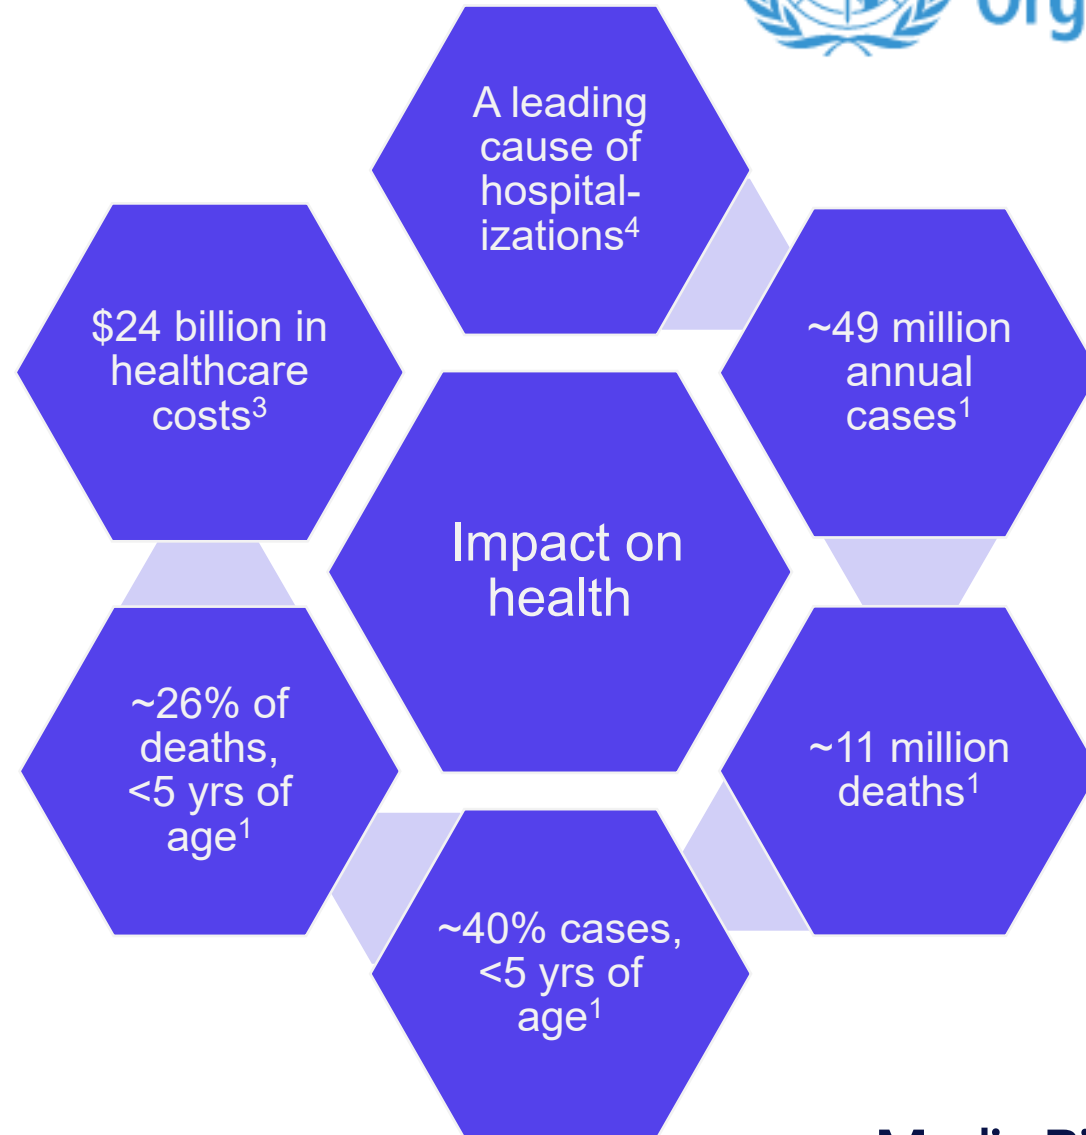 Org
A leading
cause of
hospital-
izations4
$24 billion in
healthcare
costs3
~49 million
annual
cases1
Impact on
health
~26% of
deaths,
<5 yrs of
age1
~11 million
deaths1
~40% cases,
<5 yrs of
age1